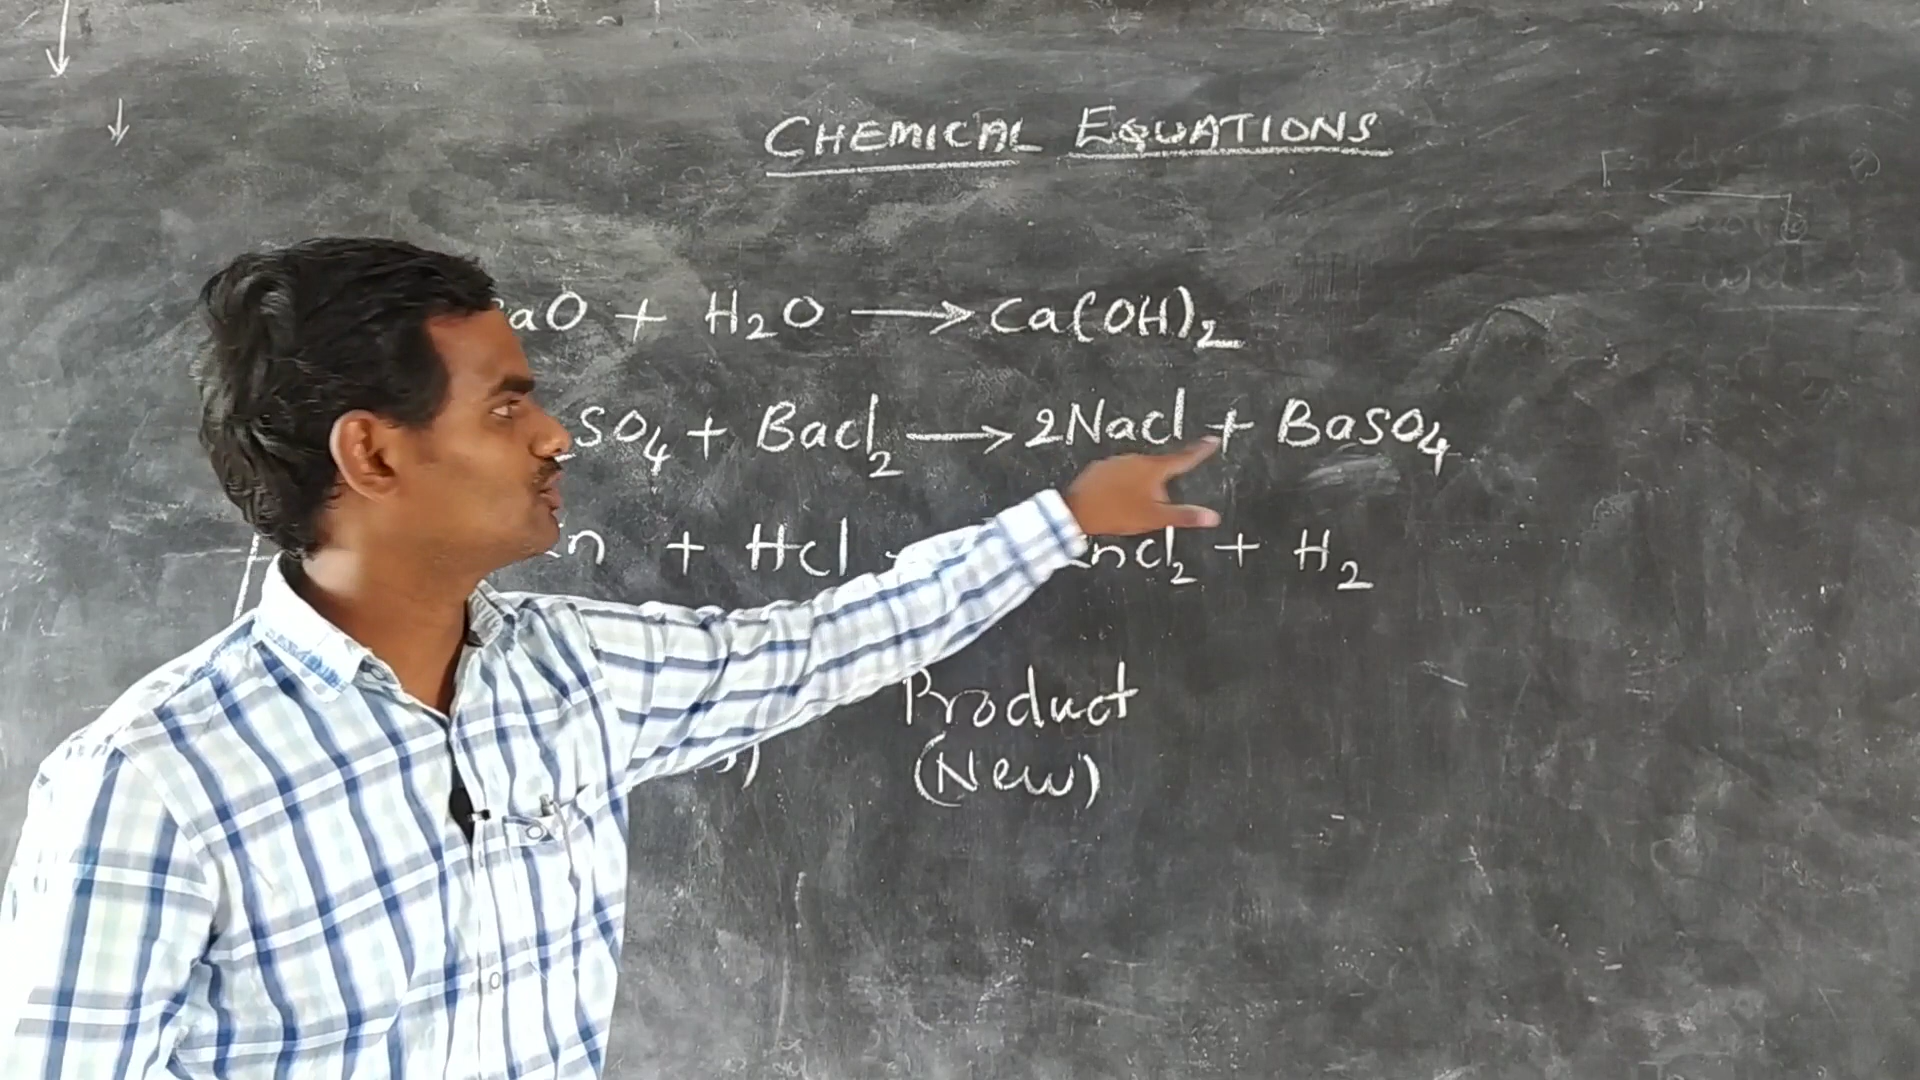 CHEMICAL EQUATIONS
aO + H2O → Ca(OH)2
SO4 + Bacl2 → 2Nacl + BaSO4
n + Hcl ncl2 + H2
Product
(New)